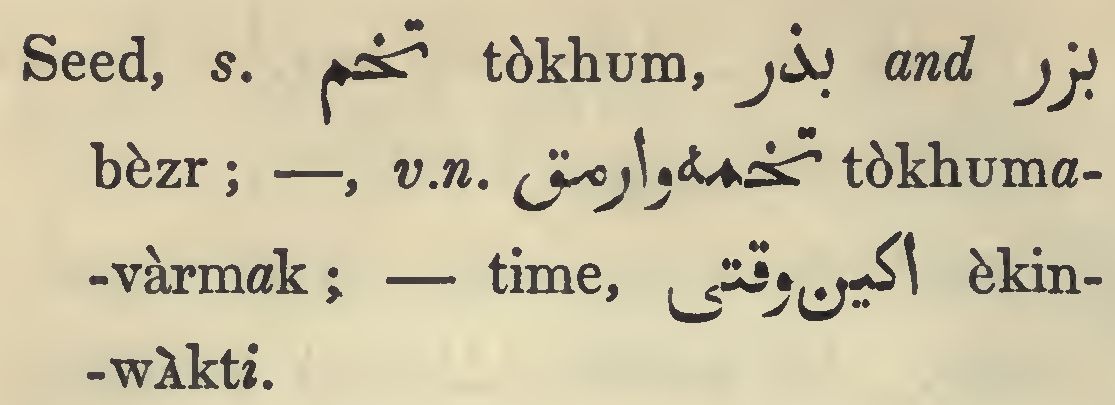 Seed, s. تخم tòkhum, بذر and بزر
bèzr; —, v.n. تخمه‌وارمق tòkhuma-
-vàrmak; — time, اكين‌وقتى èkin-
-wàkti.